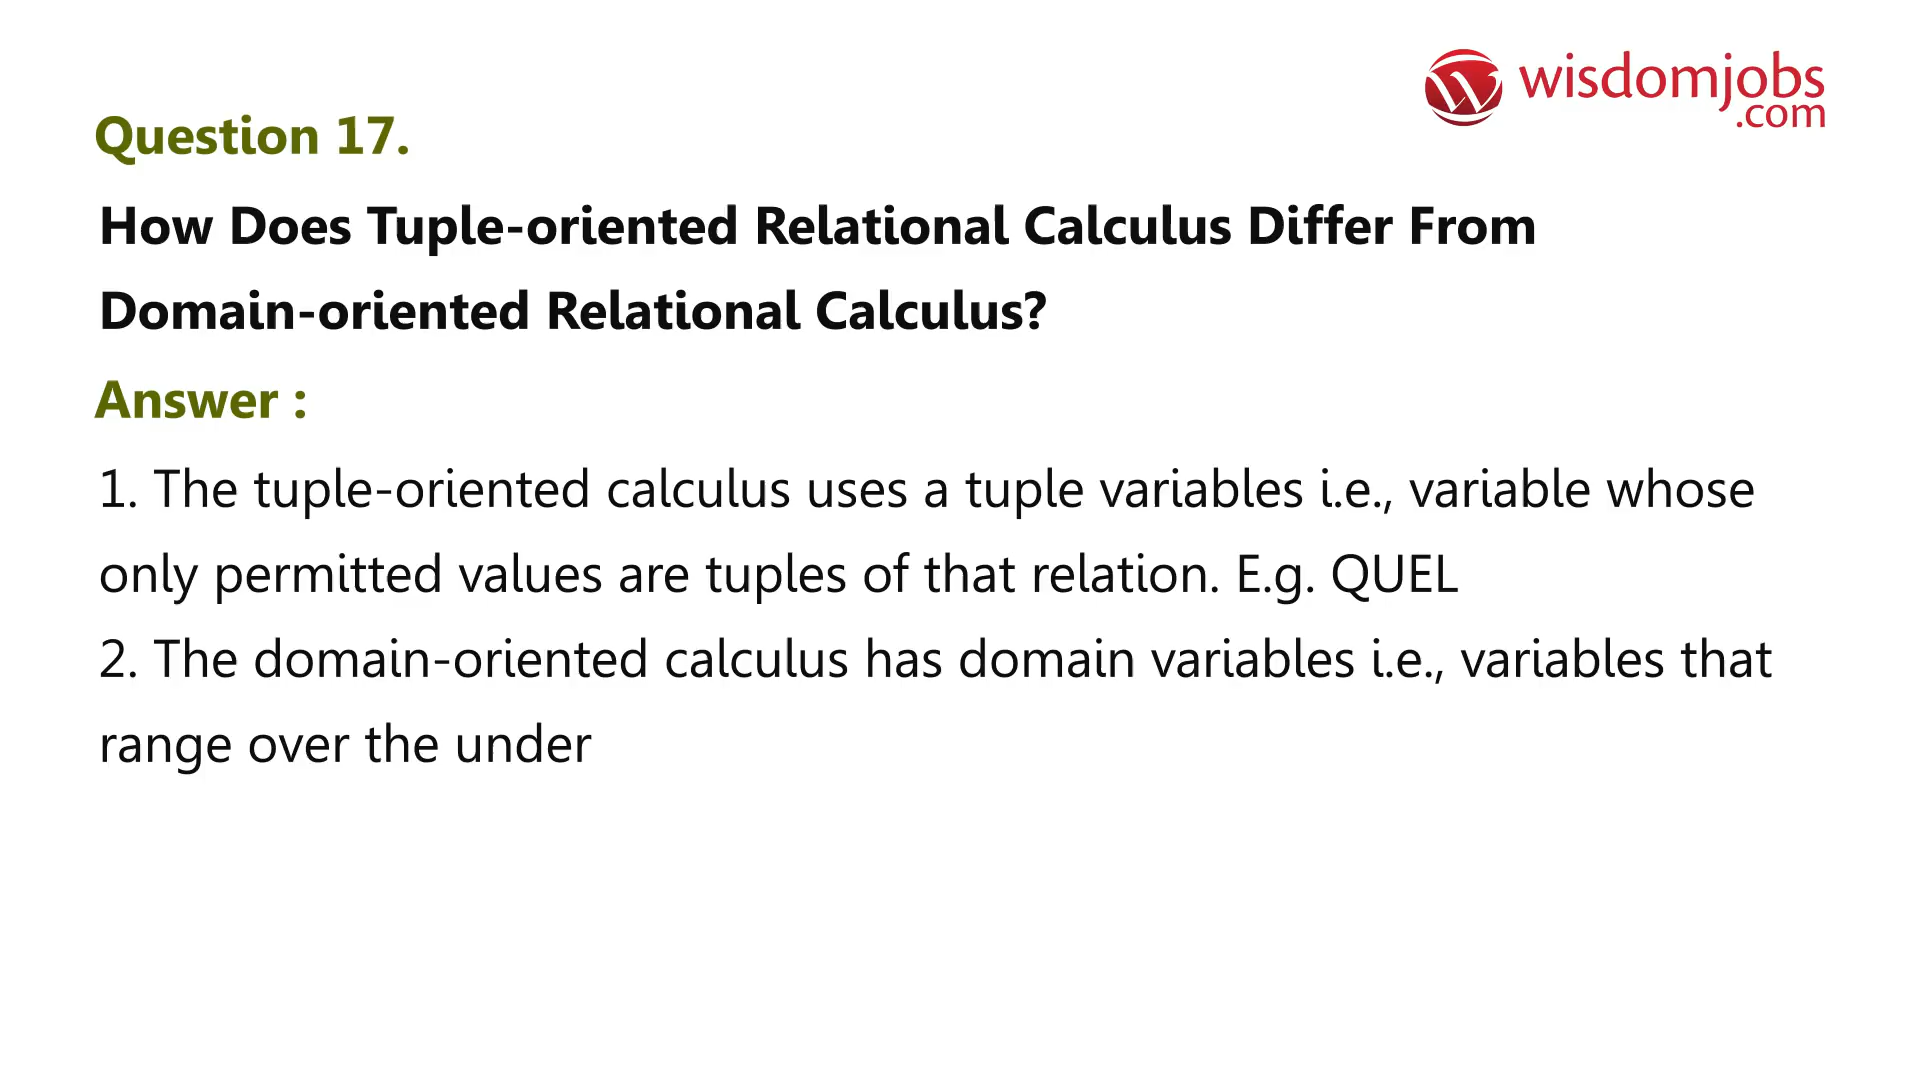 wisdomjobs
.com
Question 17.
How Does Tuple-oriented Relational Calculus Differ From
Domain-oriented Relational Calculus?
Answer :
1. The tuple-oriented calculus uses a tuple variables i.e., variable whose
only permitted values are tuples of that relation. E.g. QUEL
2. The domain-oriented calculus has domain variables i.e., variables that
range over the under